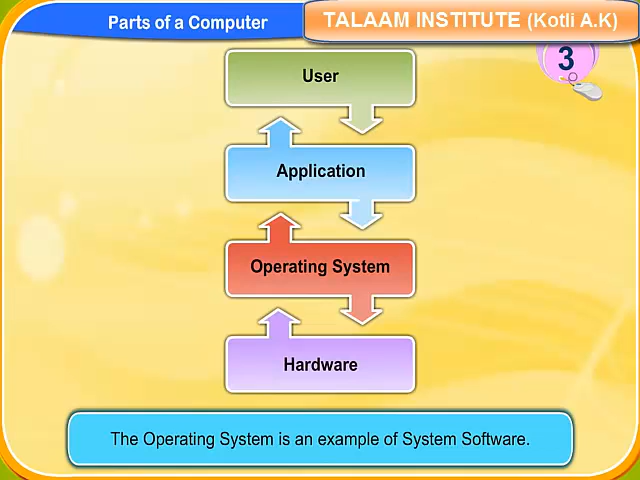 Parts of a Computer
TALAAM INSTITUTE (Kotli A.K)
3
User
Application
Operating System
Hardware
The Operating System is an example of System Software.